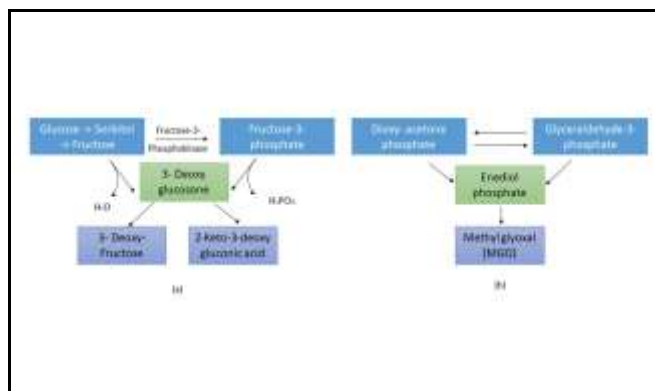 Glucose -> Sorbitol
-> Fructose
Fructose-3-
Phosphokinase
Fructose-3-
phosphate
3- Deoxy
glucosone
H2O
H3PO4
3- Deoxy-
Fructose
2-Keto-3-deoxy
gluconic acid
(a)
Dioxy-acetone
phosphate
Glyceraldehyde-3-
phosphate
Enediol
phosphate
Methyl glyoxal
(MGO)
(b)